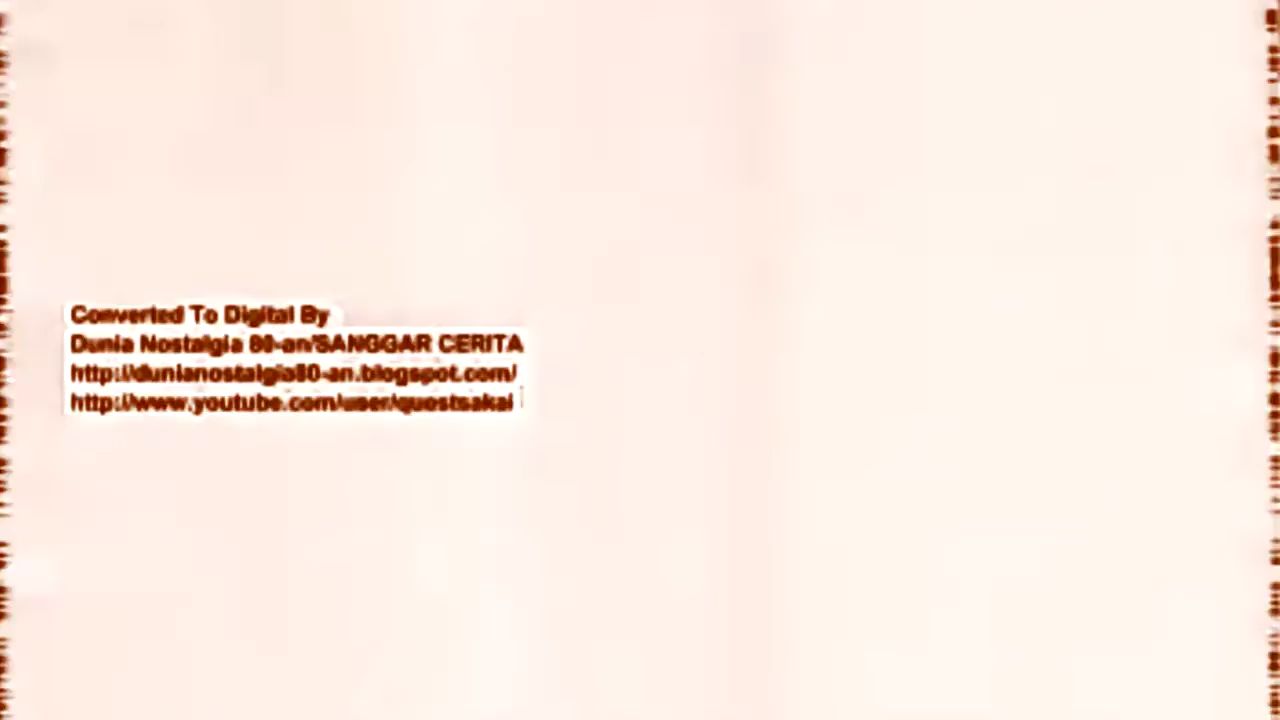 Converted To Digital By
Dunia Nostalgia 80-an/SANGGAR CERITA
http://dunianostalgia80-an.blogspot.com/
http://www.youtube.com/user/questsakai